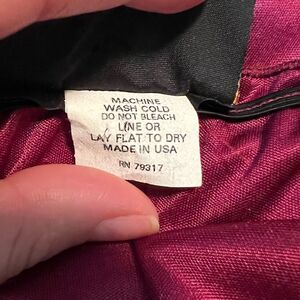 MACHINE
WASH COLD
DO NOT BLEACH
LINE OR
LAY FLAT TO DRY
MADE IN USA
RN 79317